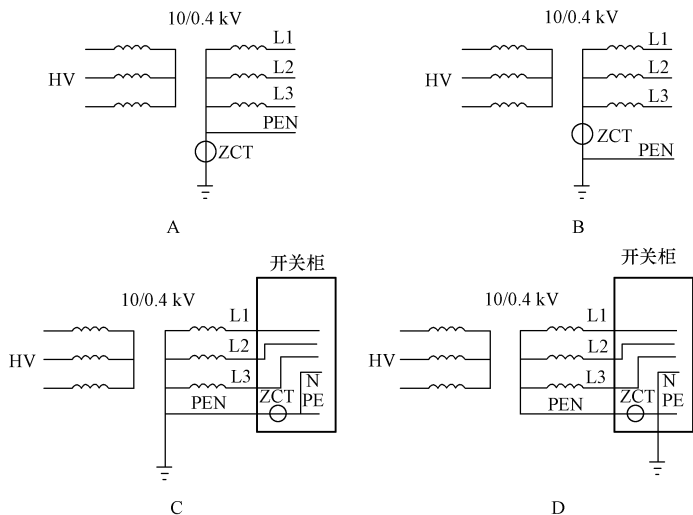 10/0.4 kV
L1
HV
L2
L3
PEN
ZCT
A
10/0.4 kV
L1
HV
L2
L3
ZCT
PEN
B
开关柜
10/0.4 kV
L1
L2
HV
L3
N
ZCT
PE
PEN
C
开关柜
10/0.4 kV
L1
L2
HV
L3
N
ZCT
PE
PEN
D